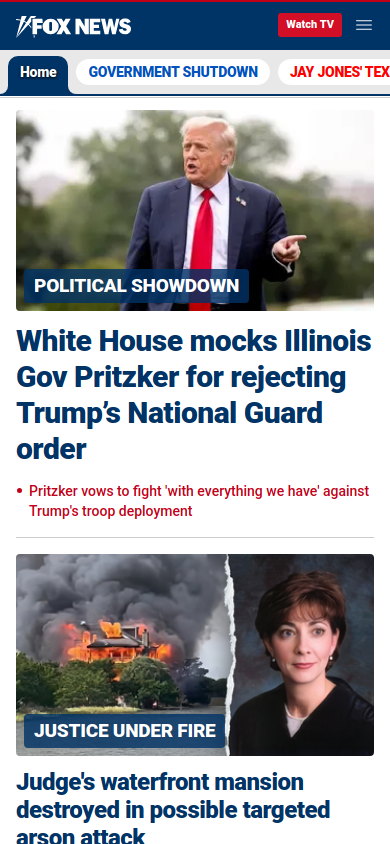 FOX NEWS
Watch TV
Home
GOVERNMENT SHUTDOWN
JAY JONES' TEX
POLITICAL SHOWDOWN
White House mocks Illinois
Gov Pritzker for rejecting
Trump’s National Guard
order
• Pritzker vows to fight 'with everything we have' against
Trump's troop deployment
JUSTICE UNDER FIRE
Judge's waterfront mansion
destroyed in possible targeted
arson attack